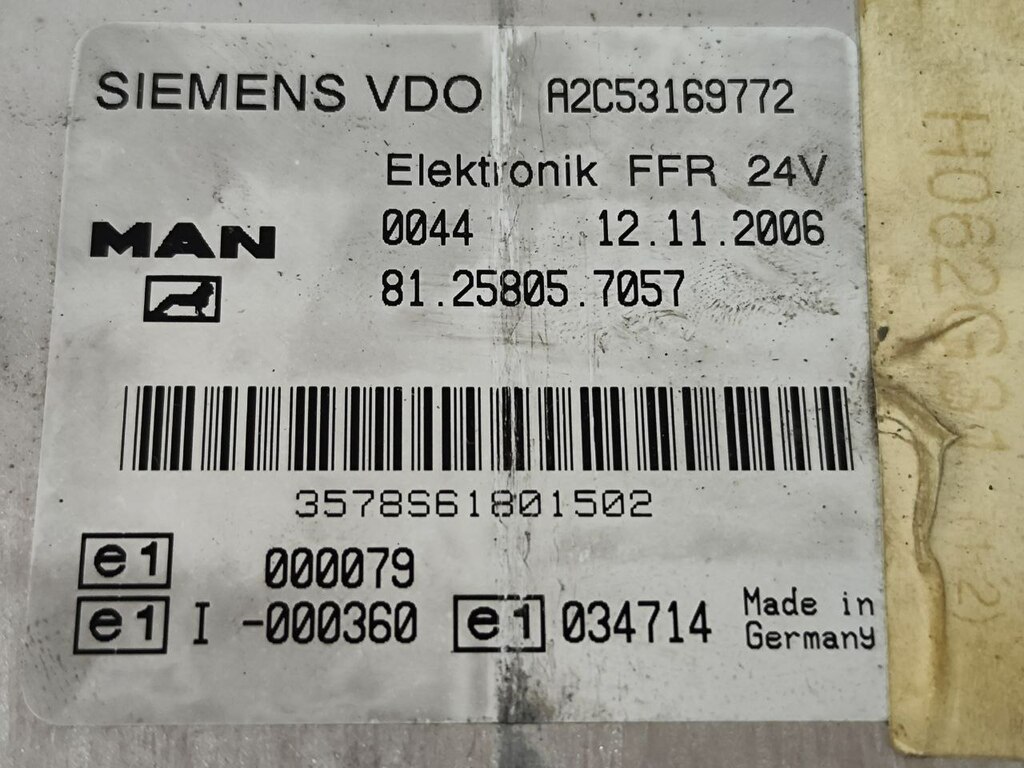 SIEMENS VDO A2C53169772
Elektronik FFR 24V
0044 12.11.2006
MAN
81.25805.7057
3578S61801502
e1 000079
e1 I -000360 e1 034714
Made in
Germany